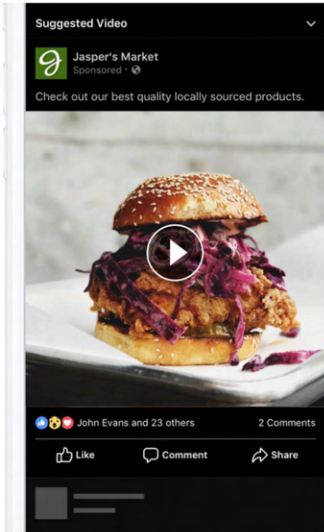 Suggested Video
Jasper's Market
Sponsored ·
Check out our best quality locally sourced products.
John Evans and 23 others 2 Comments
Like Comment Share